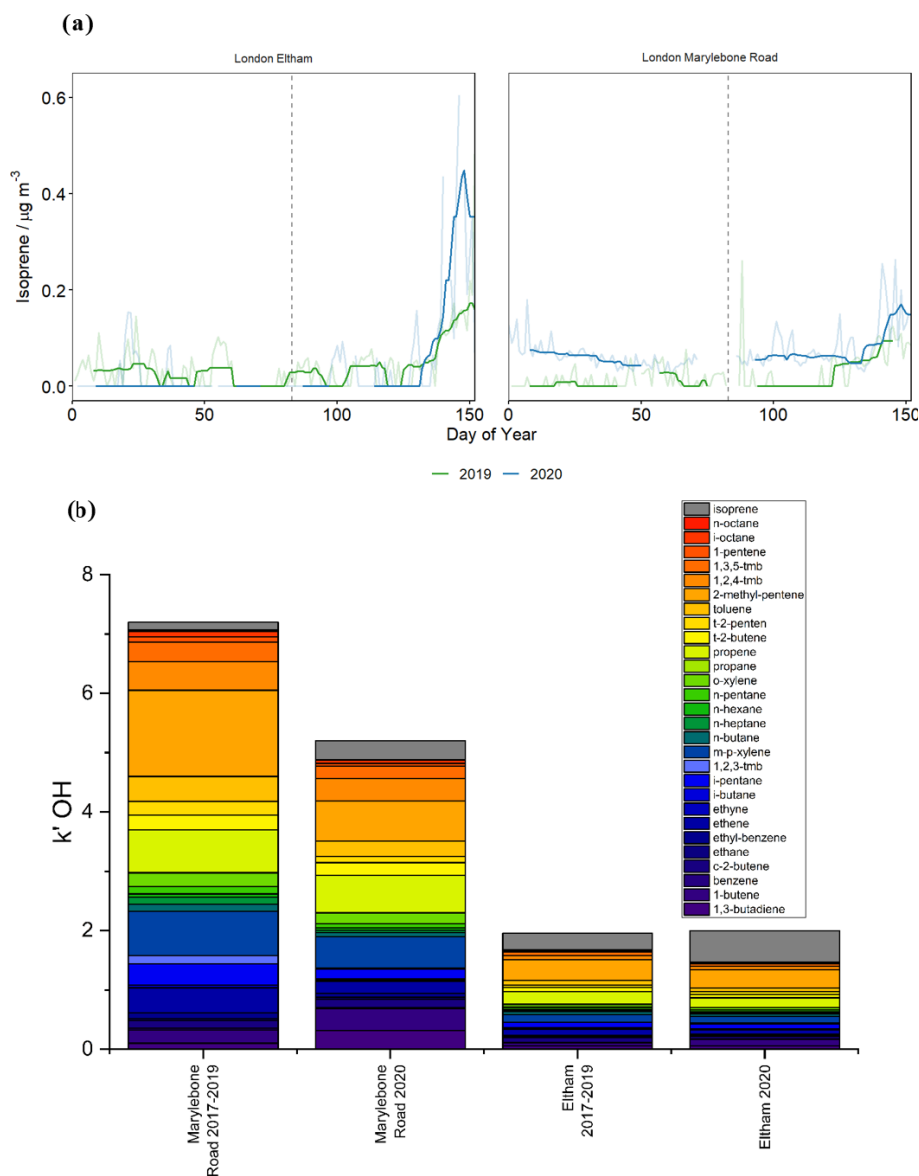 (a)
London Eltham
London Marylebone Road
Isoprene / μg m⁻³
0.6
0.4
0.2
0.0
0
50
100
150
0
50
100
150
Day of Year
2019
2020
(b)
k' OH
8
6
4
2
0
isoprene
n-octane
i-octane
1-pentene
1,3,5-tmb
1,2,4-tmb
2-methyl-pentene
toluene
t-2-penten
t-2-butene
propene
propane
o-xylene
n-pentane
n-hexane
n-heptane
n-butane
m-p-xylene
1,2,3-tmb
i-pentane
i-butane
ethyne
ethene
ethyl-benzene
ethane
c-2-butene
benzene
1-butene
1,3-butadiene
Marylebone
Road 2017-2019
Marylebone
Road 2020
Eltham
2017-2019
Eltham 2020